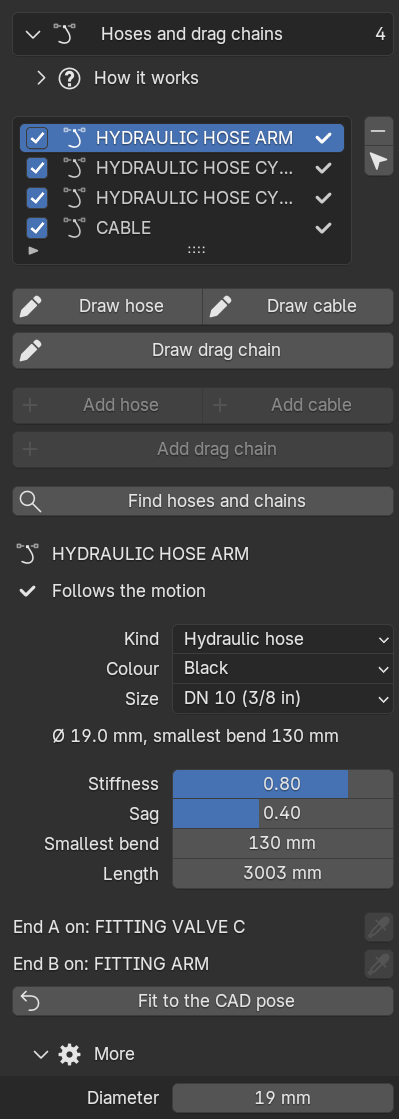 Hoses and drag chains 4
How it works
HYDRAULIC HOSE ARM
HYDRAULIC HOSE CY...
HYDRAULIC HOSE CY...
CABLE
Draw hose Draw cable
Draw drag chain
Add hose Add cable
Add drag chain
Find hoses and chains
HYDRAULIC HOSE ARM
Follows the motion
Kind Hydraulic hose
Colour Black
Size DN 10 (3/8 in)
Ø 19.0 mm, smallest bend 130 mm
Stiffness 0.80
Sag 0.40
Smallest bend 130 mm
Length 3003 mm
End A on: FITTING VALVE C
End B on: FITTING ARM
Fit to the CAD pose
More
Diameter 19 mm